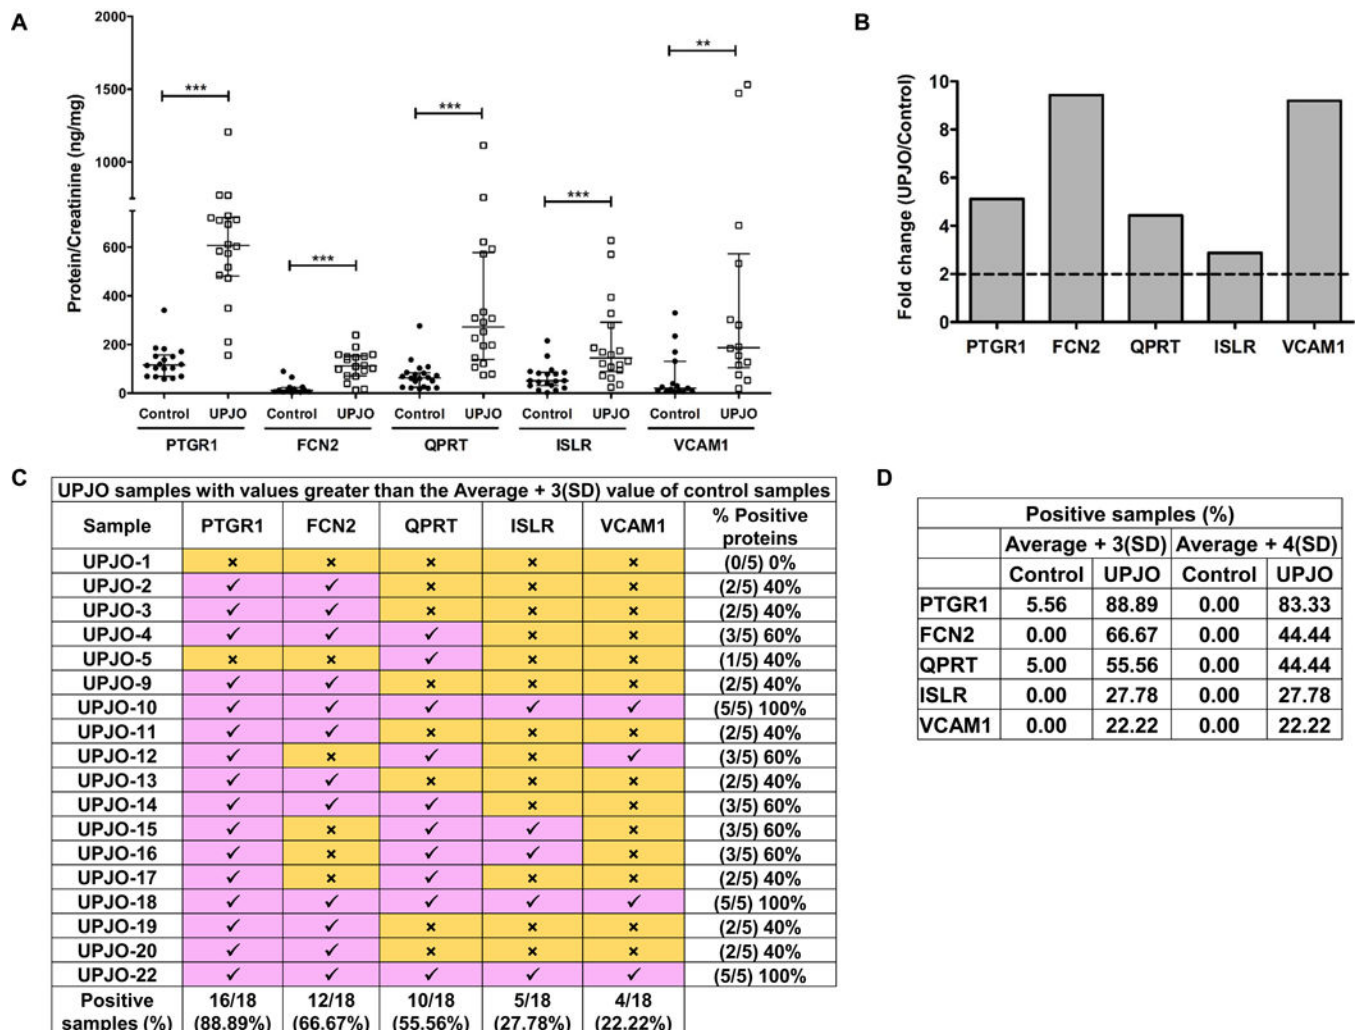 A
Protein/Creatinine (ng/mg)
2000
1500
1000
600
400
200
0
***
***
***
***
**
Control UPJO Control UPJO Control UPJO Control UPJO Control UPJO
PTGR1 FCN2 QPRT ISLR VCAM1
B
Fold change (UPJO/Control)
10
8
6
4
2
0
PTGR1 FCN2 QPRT ISLR VCAM1
C
UPJO samples with values greater than the Average + 3(SD) value of control samples
Sample PTGR1 FCN2 QPRT ISLR VCAM1 % Positive proteins
UPJO-1 × × × × × (0/5) 0%
UPJO-2 ✓ ✓ × × × (2/5) 40%
UPJO-3 ✓ ✓ × × × (2/5) 40%
UPJO-4 ✓ ✓ ✓ × × (3/5) 60%
UPJO-5 × × ✓ × × (1/5) 40%
UPJO-9 ✓ ✓ × × × (2/5) 40%
UPJO-10 ✓ ✓ ✓ ✓ ✓ (5/5) 100%
UPJO-11 ✓ ✓ × × × (2/5) 40%
UPJO-12 ✓ × ✓ × ✓ (3/5) 60%
UPJO-13 ✓ ✓ × × × (2/5) 40%
UPJO-14 ✓ ✓ ✓ × × (3/5) 60%
UPJO-15 ✓ × ✓ ✓ × (3/5) 60%
UPJO-16 ✓ × ✓ ✓ × (3/5) 60%
UPJO-17 ✓ × ✓ × × (2/5) 40%
UPJO-18 ✓ ✓ ✓ ✓ ✓ (5/5) 100%
UPJO-19 ✓ ✓ × × × (2/5) 40%
UPJO-20 ✓ ✓ × × × (2/5) 40%
UPJO-22 ✓ ✓ ✓ ✓ ✓ (5/5) 100%
Positive 16/18 12/18 10/18 5/18 4/18
samples (%) (88.89%) (66.67%) (55.56%) (27.78%) (22.22%)
D
Positive samples (%)
Average + 3(SD) Average + 4(SD)
Control UPJO Control UPJO
PTGR1 5.56 88.89 0.00 83.33
FCN2 0.00 66.67 0.00 44.44
QPRT 5.00 55.56 0.00 44.44
ISLR 0.00 27.78 0.00 27.78
VCAM1 0.00 22.22 0.00 22.22